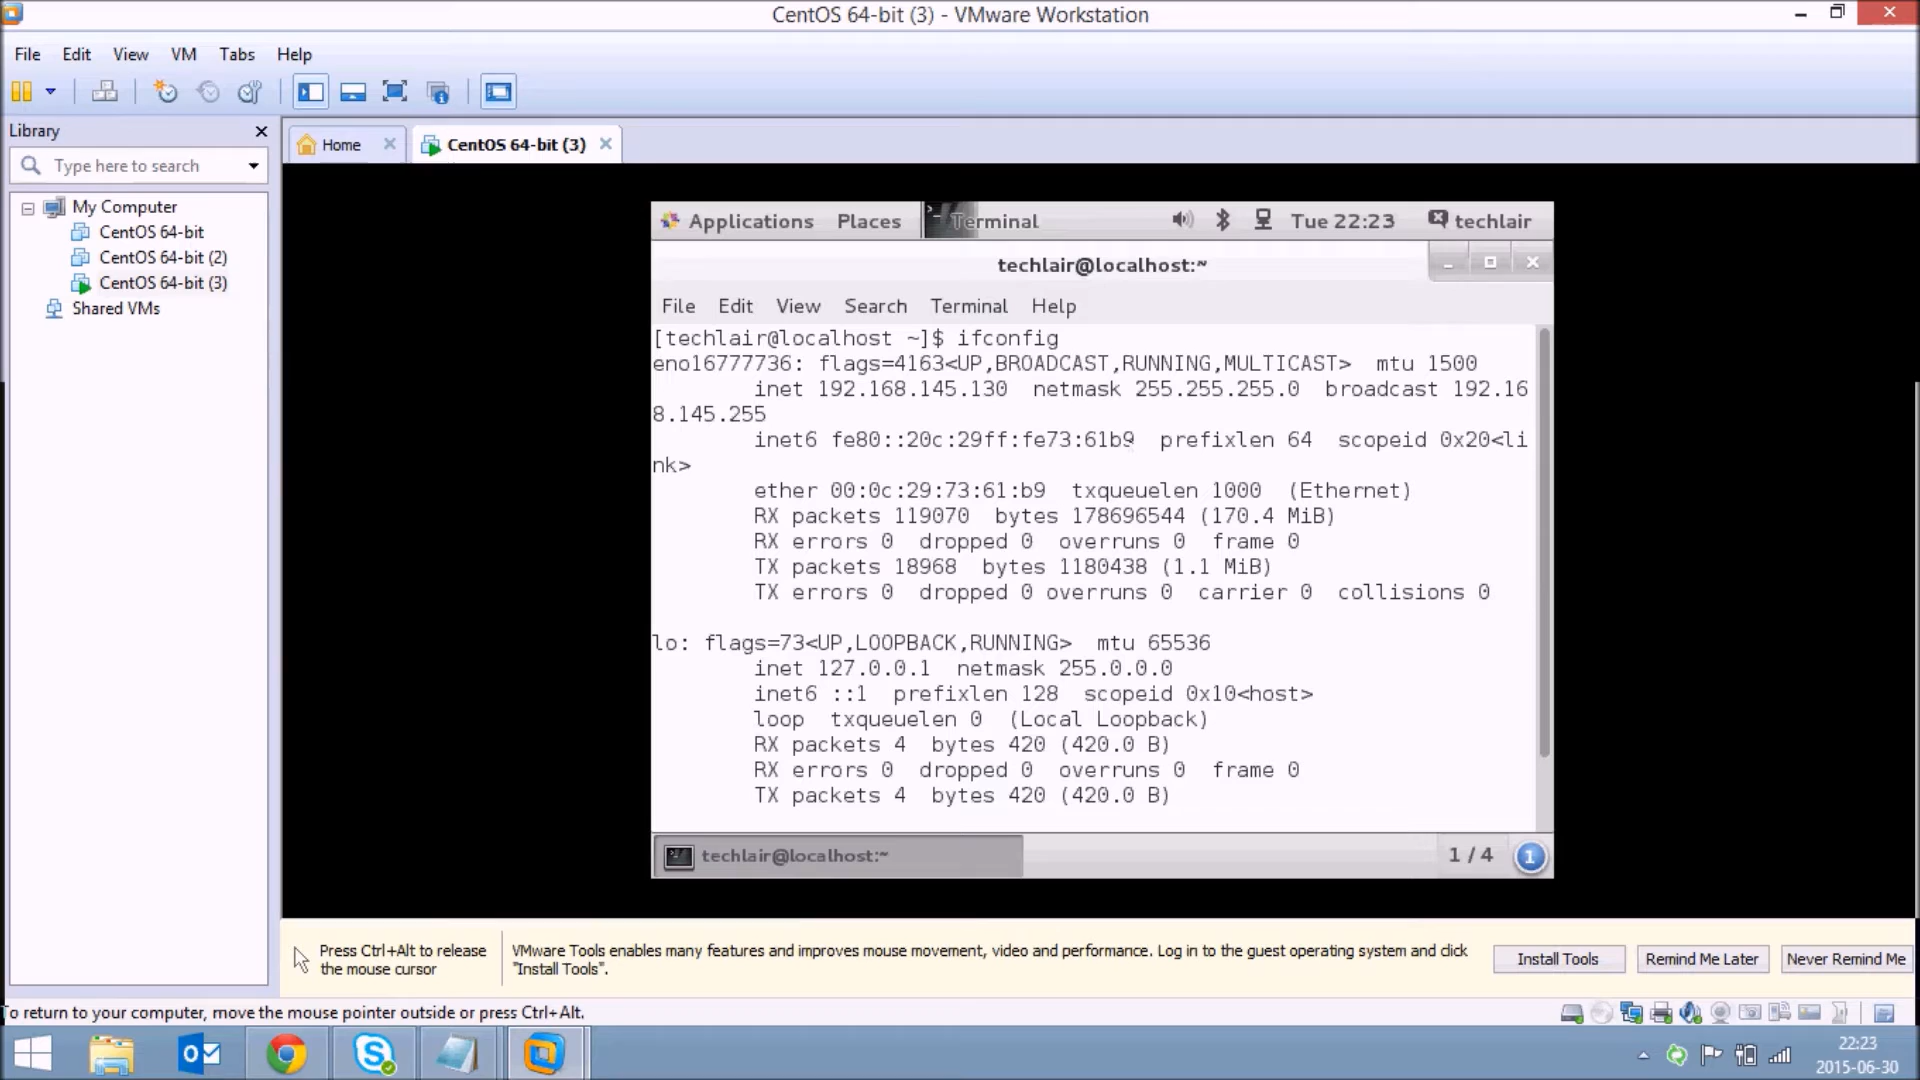 CentOS 64-bit (3) - VMware Workstation
File Edit View VM Tabs Help
Library
Type here to search
My Computer
CentOS 64-bit
CentOS 64-bit (2)
CentOS 64-bit (3)
Shared VMs
Home
CentOS 64-bit (3)
Applications Places Terminal Tue 22:23 techlair
techlair@localhost:~
File Edit View Search Terminal Help
[techlair@localhost ~]$ ifconfig
eno16777736: flags=4163<UP,BROADCAST,RUNNING,MULTICAST> mtu 1500
inet 192.168.145.130 netmask 255.255.255.0 broadcast 192.16
8.145.255
inet6 fe80::20c:29ff:fe73:61b9 prefixlen 64 scopeid 0x20<li
nk>
ether 00:0c:29:73:61:b9 txqueuelen 1000 (Ethernet)
RX packets 119070 bytes 178696544 (170.4 MiB)
RX errors 0 dropped 0 overruns 0 frame 0
TX packets 18968 bytes 1180438 (1.1 MiB)
TX errors 0 dropped 0 overruns 0 carrier 0 collisions 0
lo: flags=73<UP,LOOPBACK,RUNNING> mtu 65536
inet 127.0.0.1 netmask 255.0.0.0
inet6 ::1 prefixlen 128 scopeid 0x10<host>
loop txqueuelen 0 (Local Loopback)
RX packets 4 bytes 420 (420.0 B)
RX errors 0 dropped 0 overruns 0 frame 0
TX packets 4 bytes 420 (420.0 B)
techlair@localhost:~
1 / 4
1
Press Ctrl+Alt to release
the mouse cursor
VMware Tools enables many features and improves mouse movement, video and performance. Log in to the guest operating system and click
"Install Tools".
Install Tools
Remind Me Later
Never Remind Me
To return to your computer, move the mouse pointer outside or press Ctrl+Alt.
22:23
2015-06-30